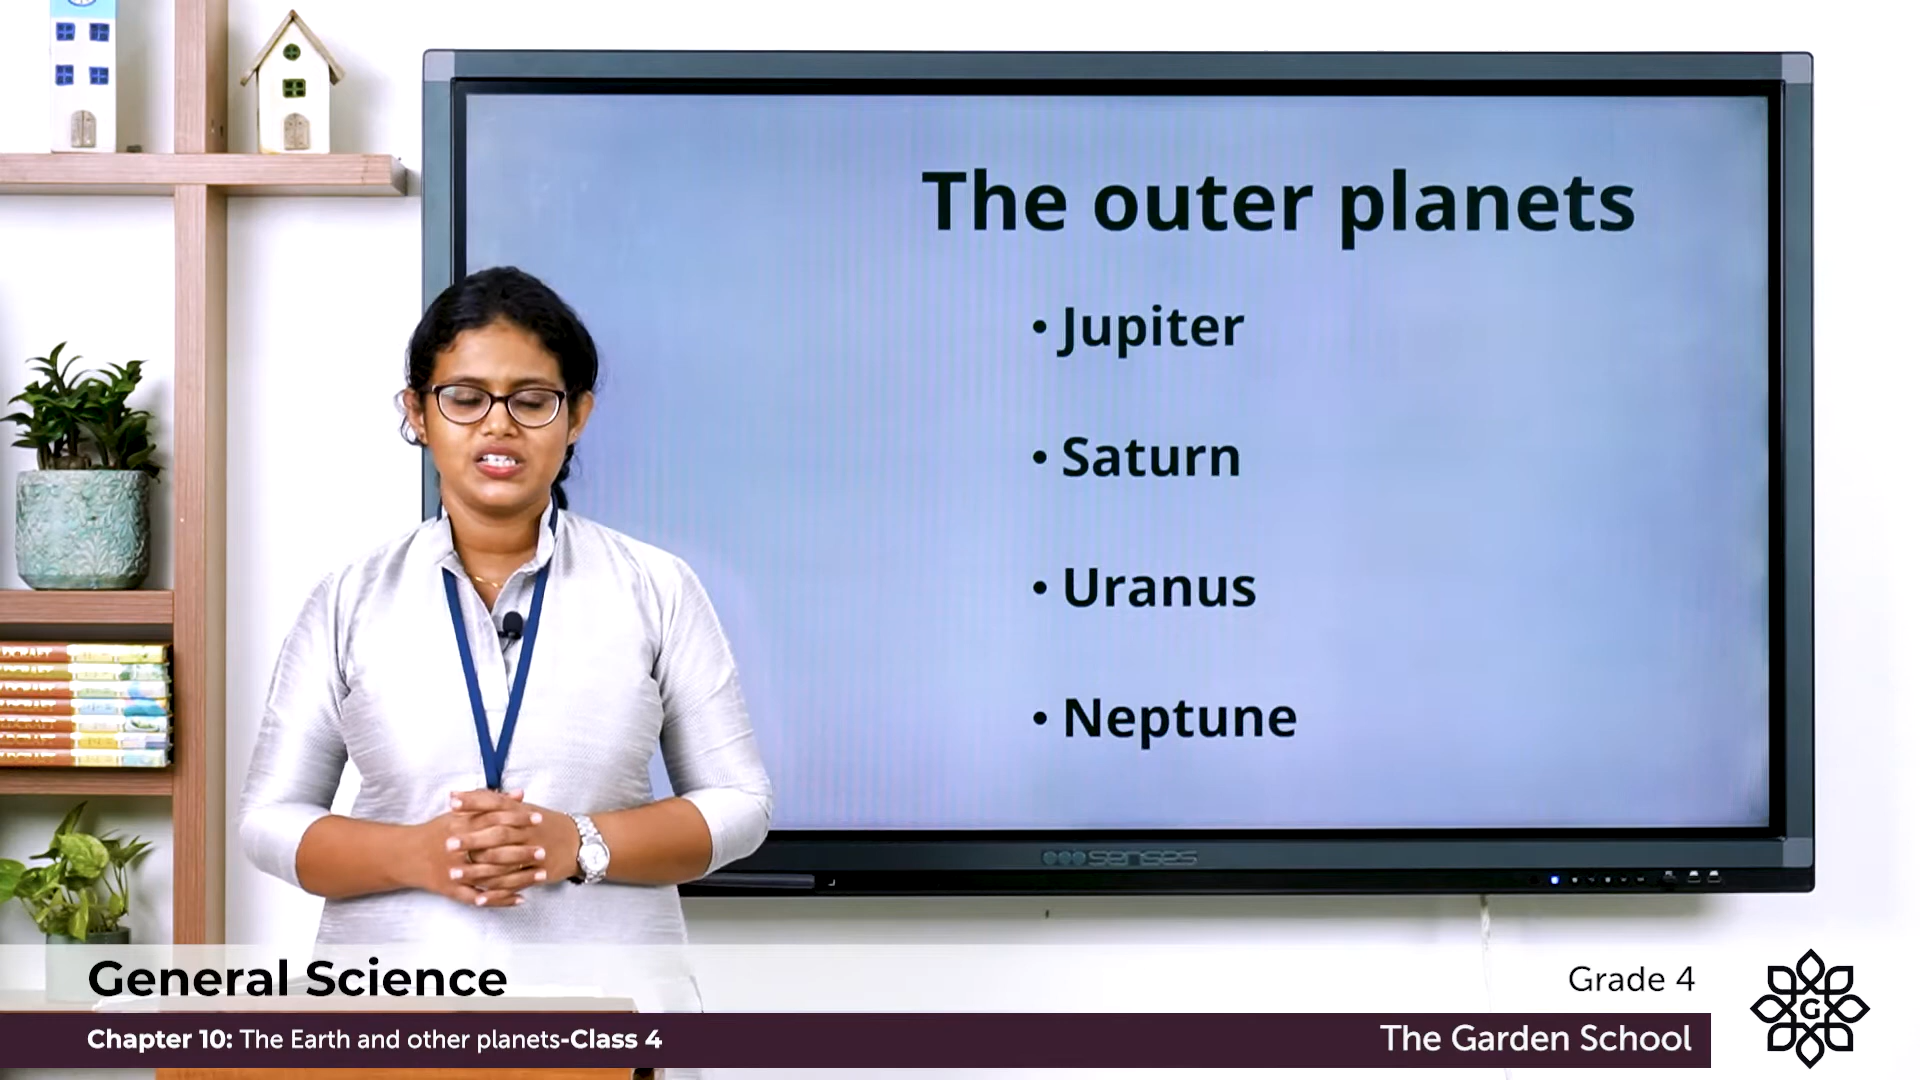 The outer planets
• Jupiter
• Saturn
• Uranus
• Neptune
senses
General Science
Grade 4
Chapter 10: The Earth and other planets-Class 4
The Garden School
G